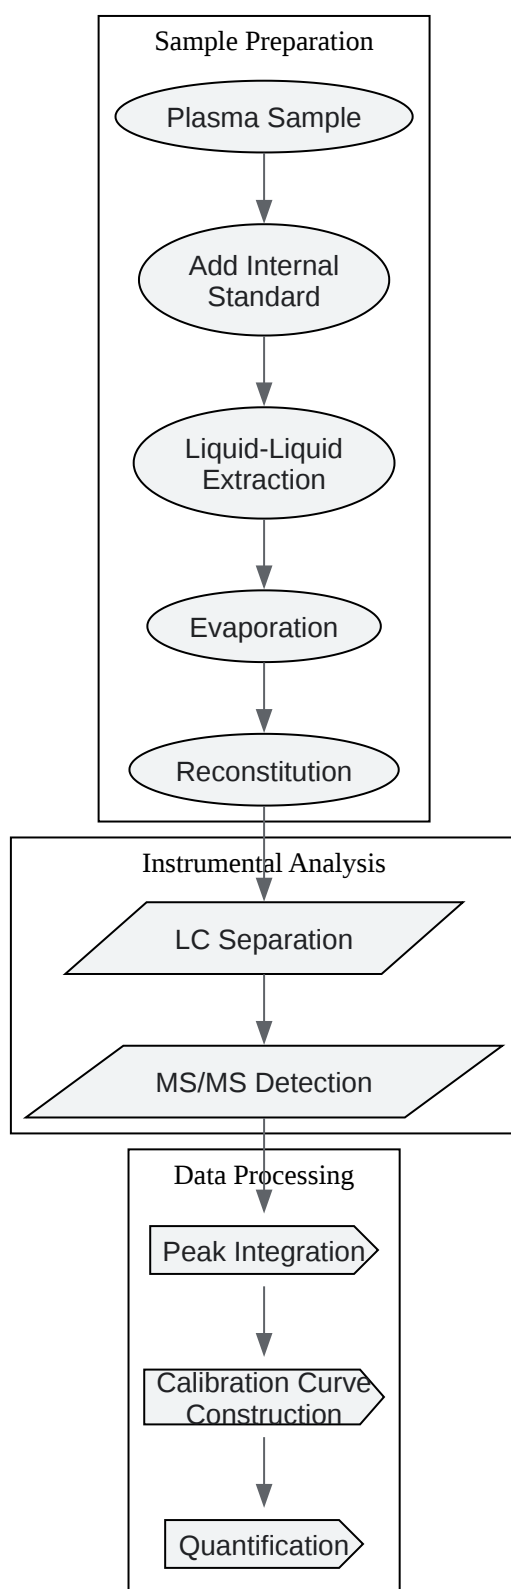 Sample Preparation
Plasma Sample
Add Internal
Standard
Liquid-Liquid
Extraction
Evaporation
Reconstitution
Instrumental Analysis
LC Separation
MS/MS Detection
Data Processing
Peak Integration
Calibration Curve
Construction
Quantification